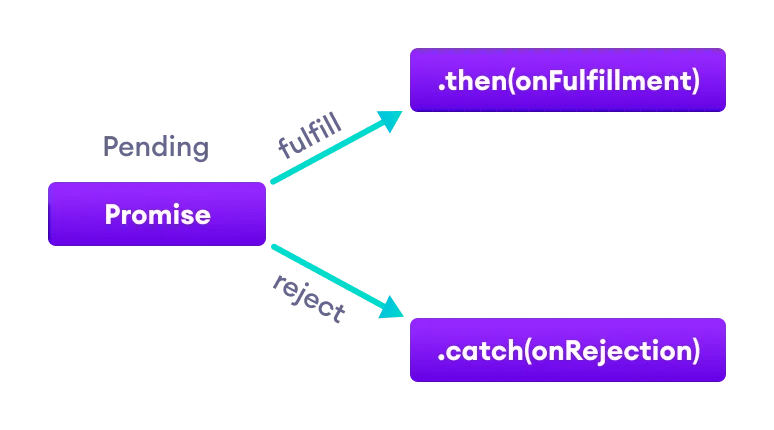 .then(onFulfillment)
fulfill
Pending
Promise
reject
.catch(onRejection)